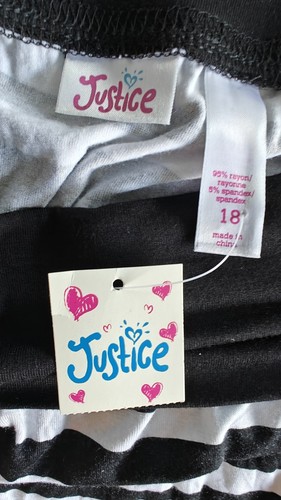 Justice
95% rayon/
rayonne
5% spandex/
spandex
18
made in
china
Justice